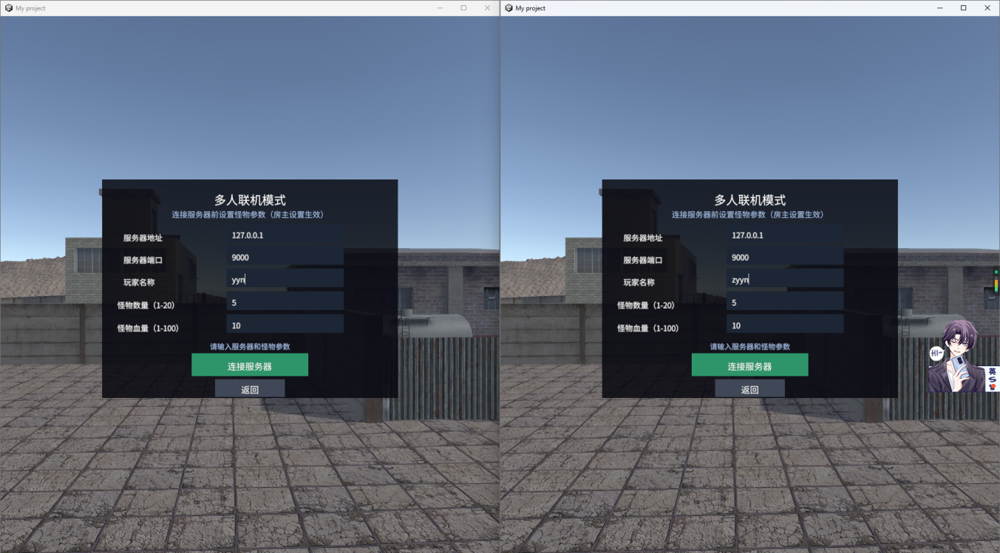 My project
多人联机模式
连接服务器前设置怪物参数（房主设置生效）
服务器地址 127.0.0.1
服务器端口 9000
玩家名称 yyn
怪物数量（1-20） 5
怪物血量（1-100） 10
请输入服务器和怪物参数
连接服务器
返回
My project
多人联机模式
连接服务器前设置怪物参数（房主设置生效）
服务器地址 127.0.0.1
服务器端口 9000
玩家名称 zyyn
怪物数量（1-20） 5
怪物血量（1-100） 10
请输入服务器和怪物参数
连接服务器
返回
HI~
英